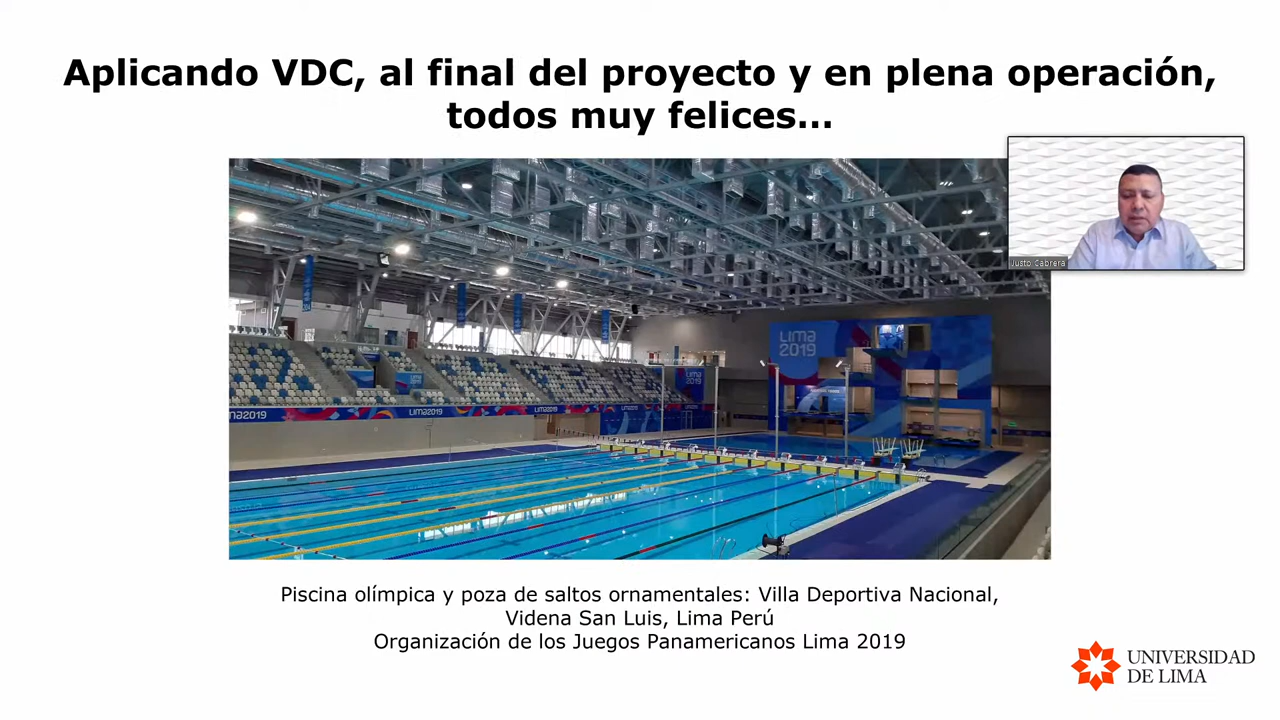 Aplicando VDC, al final del proyecto y en plena operación,
todos muy felices...
Justo Cabrera
LIMA
2019
LIMA2019
LIMA2019
Piscina olímpica y poza de saltos ornamentales: Villa Deportiva Nacional,
Videna San Luis, Lima Perú
Organización de los Juegos Panamericanos Lima 2019
UNIVERSIDAD
DE LIMA